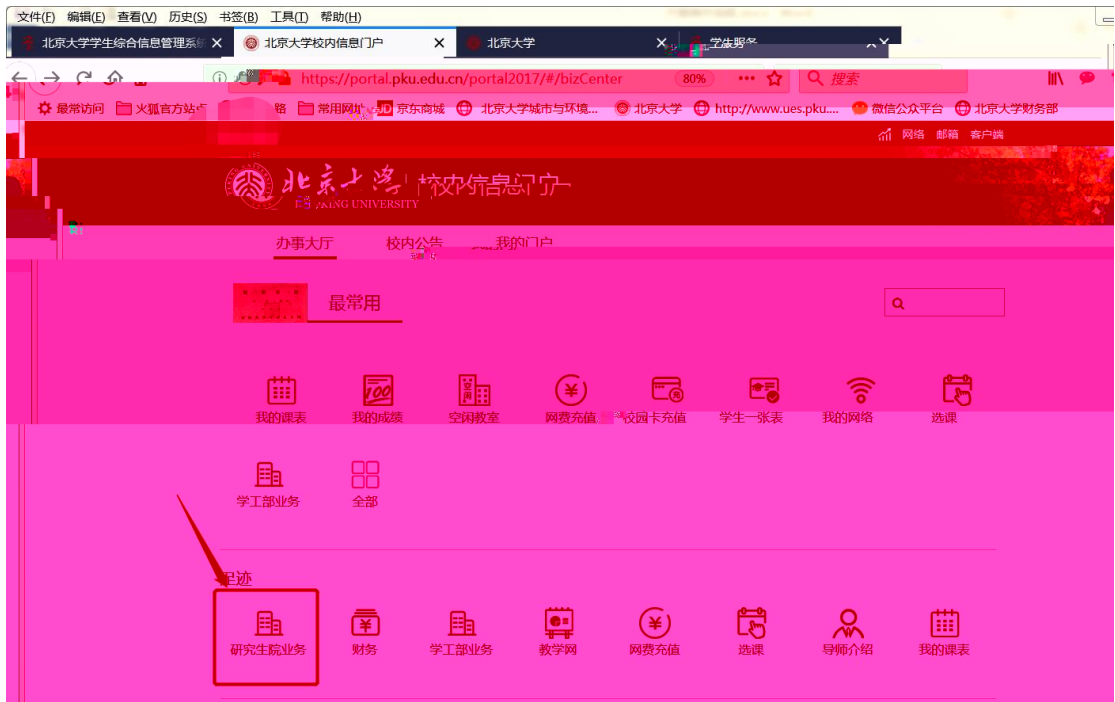 文件(F) 编辑(E) 查看(V) 历史(S) 书签(B) 工具(T) 帮助(H)
北京大学学生综合信息管理系统 × 北京大学校内信息门户 × 北京大学 × 学生服务 ×
https://portal.pku.edu.cn/portal2017/#/bizCenter 80% 搜索
最常访问 火狐官方站点 常用网址 JD 京东商城 北京大学城市与环境... 北京大学 http://www.ues.pku.... 微信公众平台 北京大学财务部
网络 邮箱 客户端
北京大学 校内信息门户
PEKING UNIVERSITY
办事大厅 校内公告 我的门户
最常用
100 空闲
我的课表 我的成绩 空闲教室 网费充值 校园卡充值 学生一张表 我的网络 选课
学工部业务 全部
足迹
研究生院业务 财务 学工部业务 教学网 网费充值 选课 导师介绍 我的课表